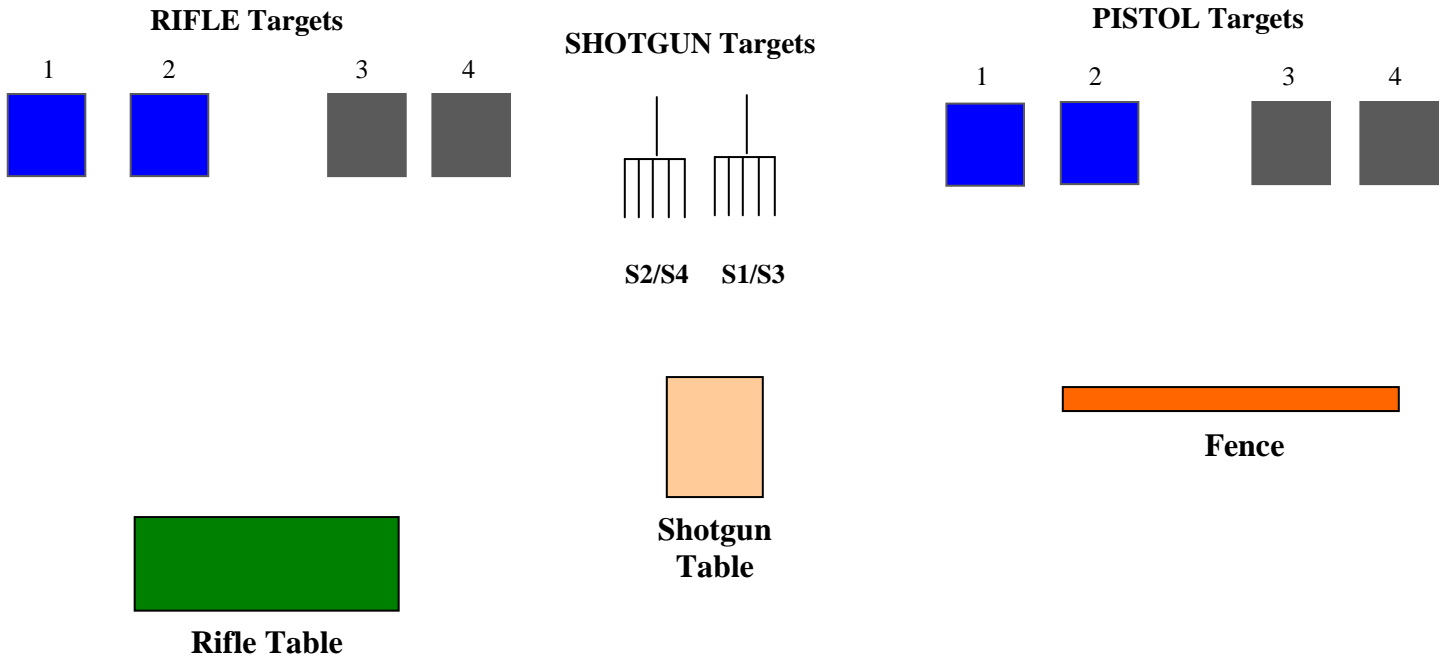 RIFLE Targets
SHOTGUN Targets
PISTOL Targets
1 2 3 4
1 2 3 4
S2/S4 S1/S3
Fence
Shotgun
Table
Rifle Table